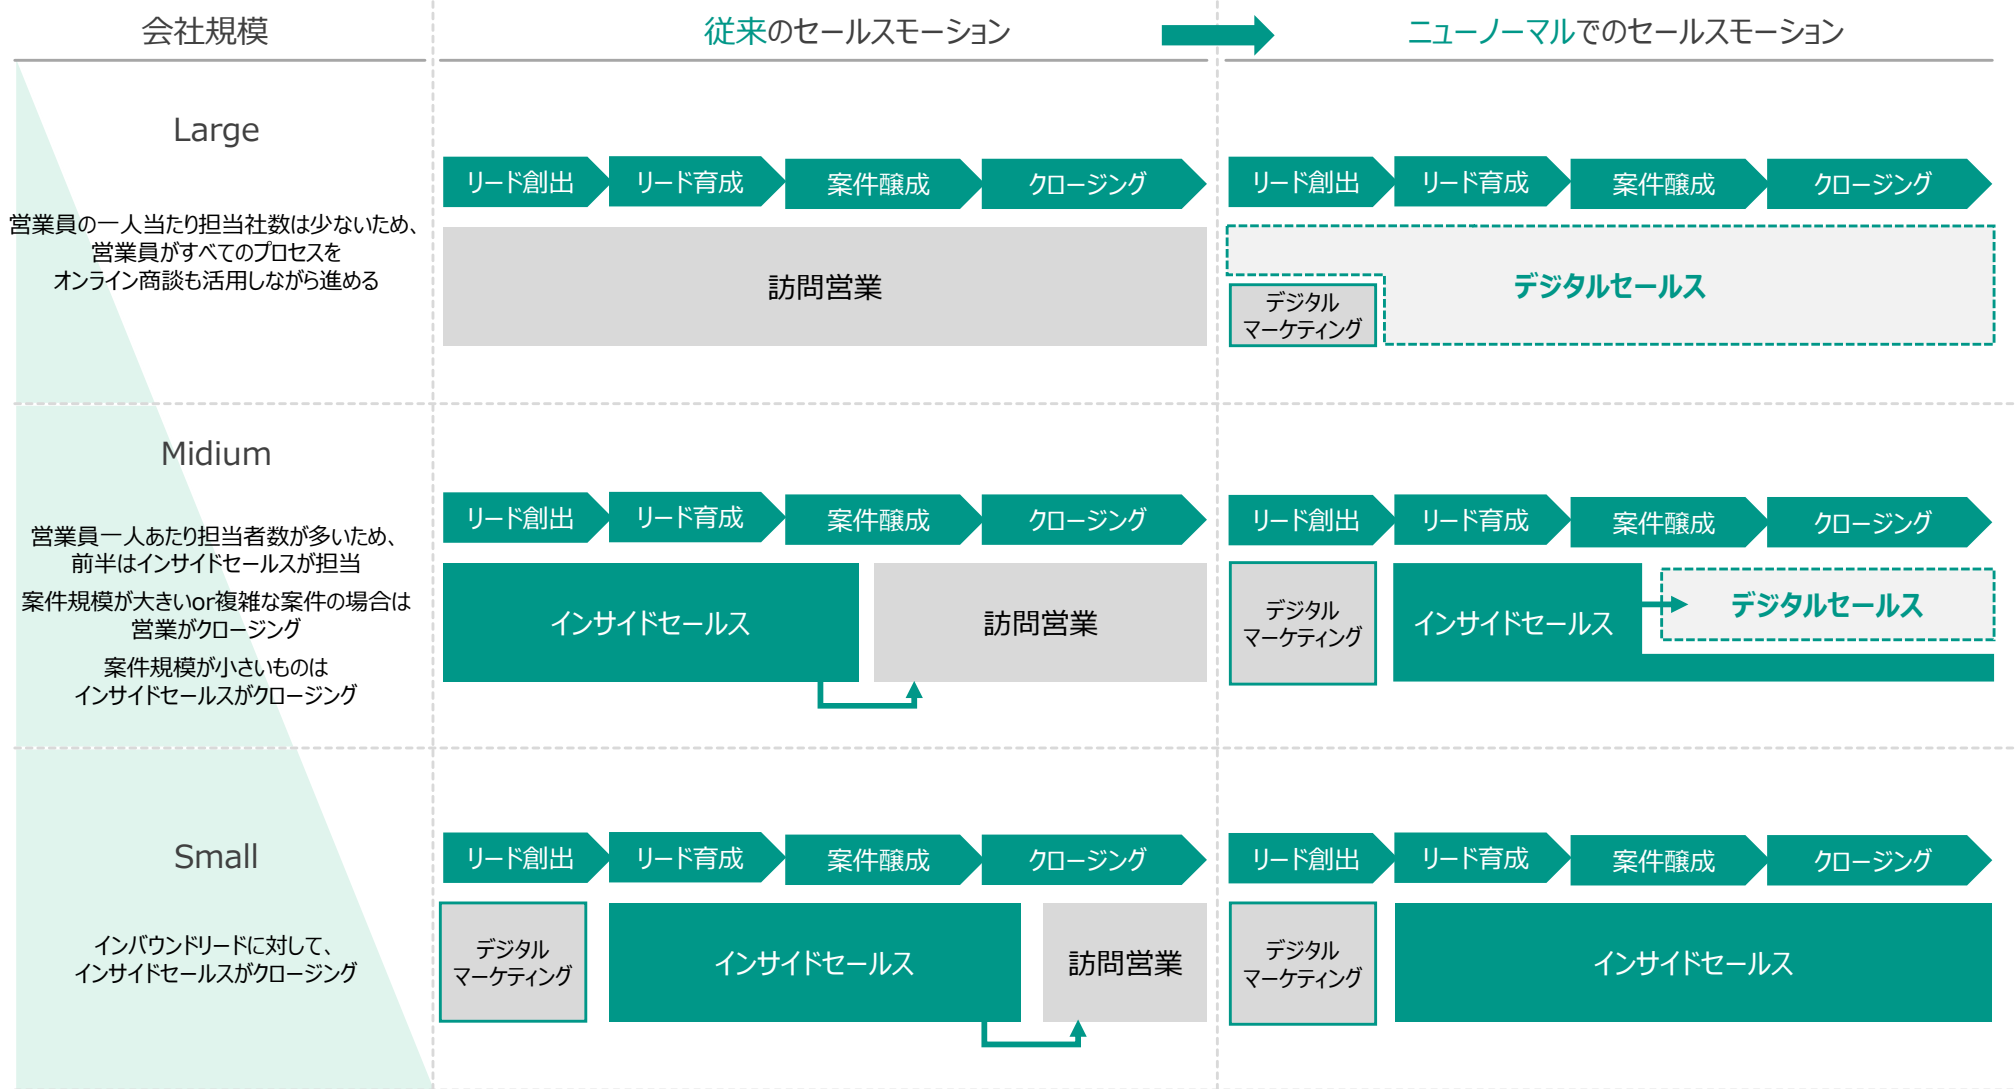 会社規模
従来のセールスモーション
ニューノーマルでのセールスモーション
Large
営業員の一人当たり担当社数は少ないため、
営業員がすべてのプロセスを
オンライン商談も活用しながら進める
リード創出
リード育成
案件醸成
クロージング
訪問営業
リード創出
リード育成
案件醸成
クロージング
デジタルセールス
デジタル
マーケティング
Midium
営業員一人あたり担当者数が多いため、
前半はインサイドセールスが担当
案件規模が大きいor複雑な案件の場合は
営業がクロージング
案件規模が小さいものは
インサイドセールスがクロージング
リード創出
リード育成
案件醸成
クロージング
インサイドセールス
訪問営業
リード創出
リード育成
案件醸成
クロージング
デジタル
マーケティング
インサイドセールス
デジタルセールス
Small
インバウンドリードに対して、
インサイドセールスがクロージング
リード創出
リード育成
案件醸成
クロージング
デジタル
マーケティング
インサイドセールス
訪問営業
リード創出
リード育成
案件醸成
クロージング
デジタル
マーケティング
インサイドセールス